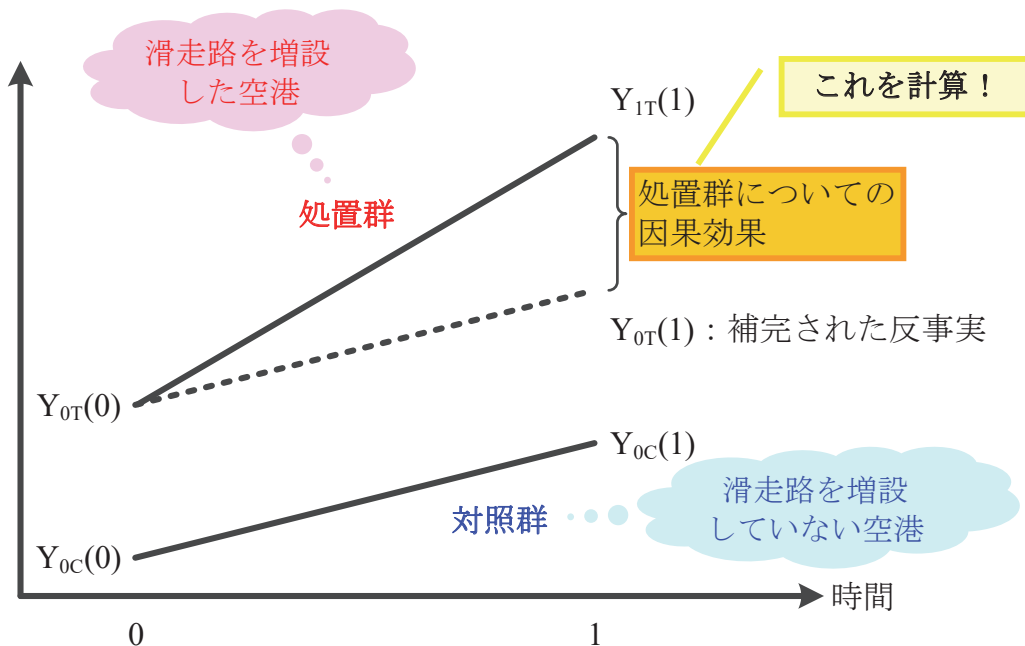 滑走路を増設
した空港
これを計算！
Y1T(1)
処置群についての
因果効果
処置群
Y0T(1)：補完された反事実
Y0T(0)
Y0C(1)
滑走路を増設
していない空港
対照群
Y0C(0)
時間
0
1